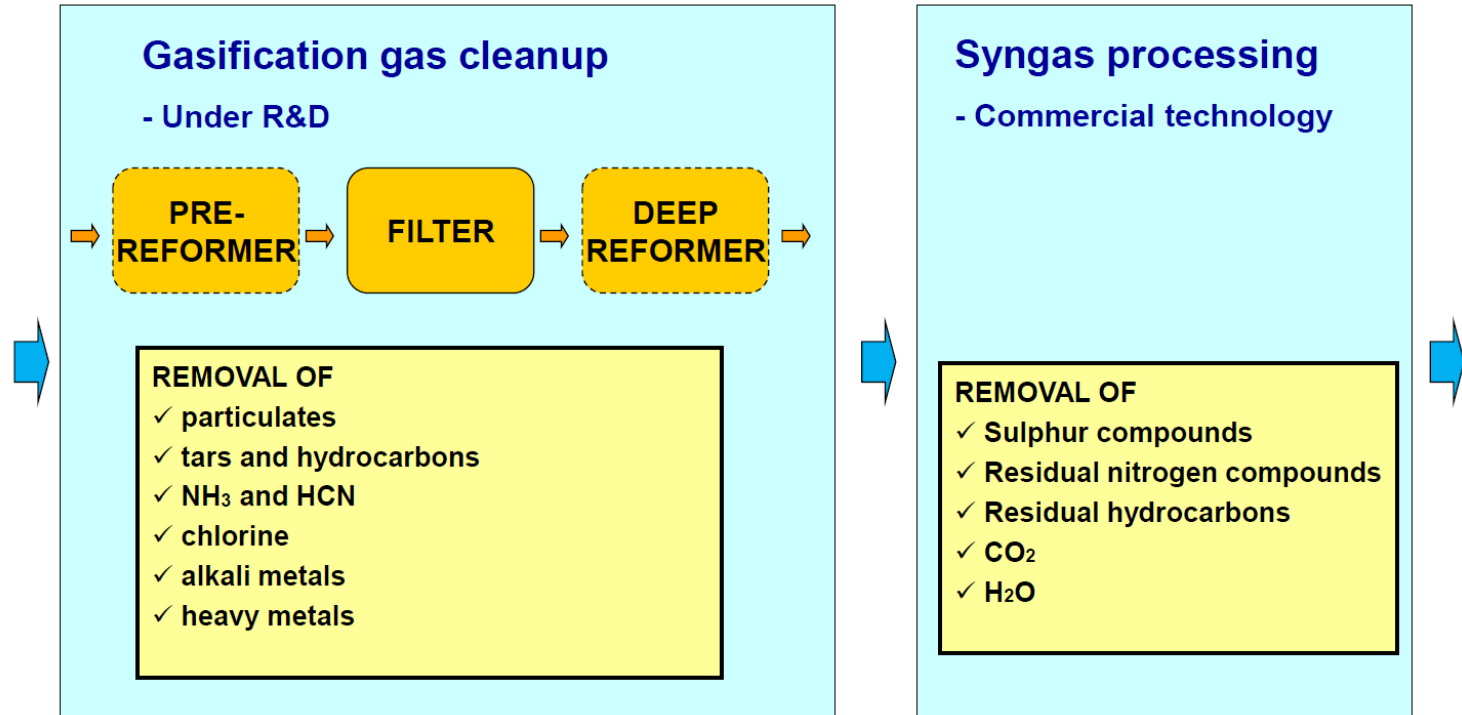 Gasification gas cleanup
- Under R&D
PRE-
REFORMER
FILTER
DEEP
REFORMER
REMOVAL OF
✓ particulates
✓ tars and hydrocarbons
✓ NH₃ and HCN
✓ chlorine
✓ alkali metals
✓ heavy metals
Syngas processing
- Commercial technology
REMOVAL OF
✓ Sulphur compounds
✓ Residual nitrogen compounds
✓ Residual hydrocarbons
✓ CO₂
✓ H₂O